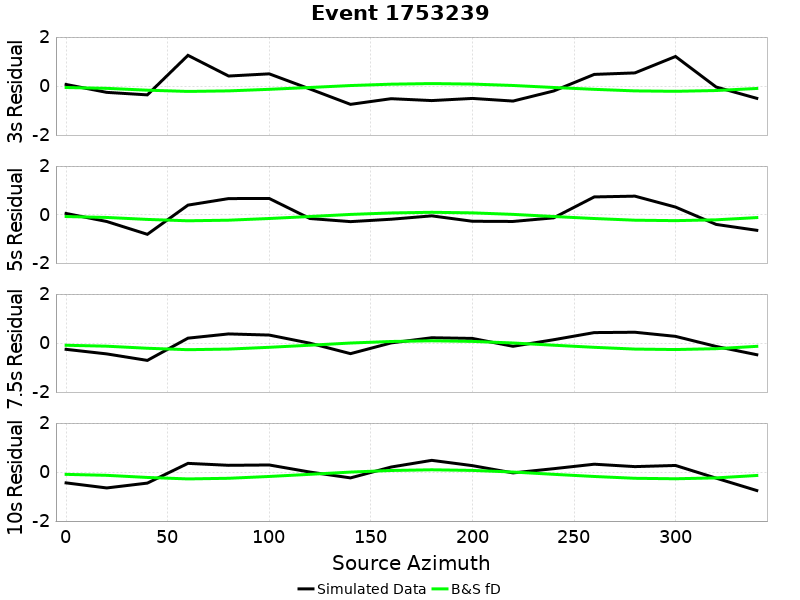 Event 1753239
3s Residual
2
0
-2
5s Residual
2
0
-2
7.5s Residual
2
0
-2
10s Residual
2
0
-2
0 50 100 150 200 250 300
Source Azimuth
Simulated Data B&S fD